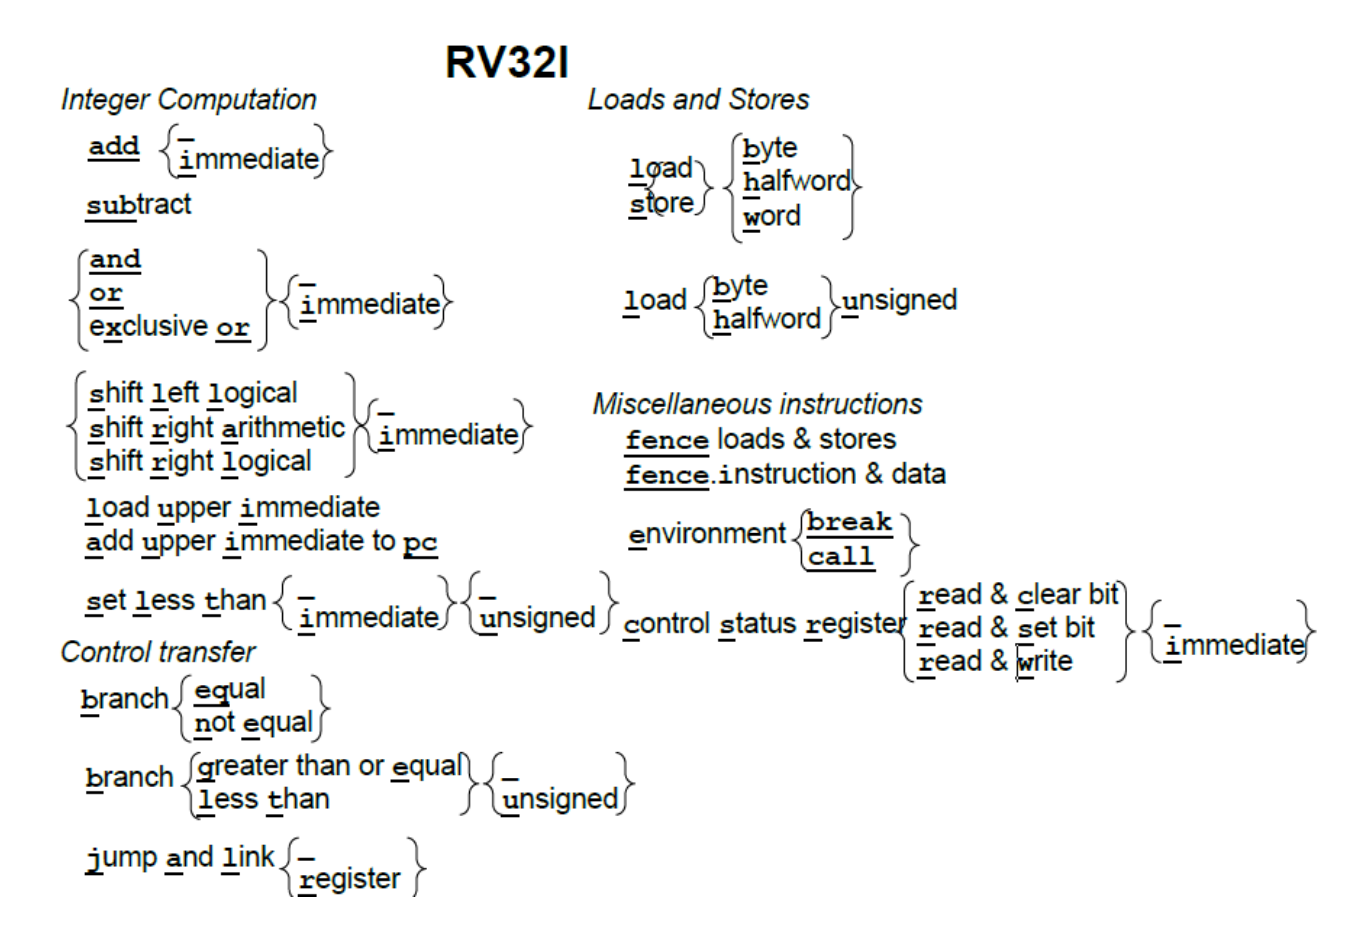 RV32I
Integer Computation
add { _ immediate }
subtract
and
or
exclusive or
{ _ immediate }
shift left logical
shift right arithmetic
shift right logical
{ _ immediate }
load upper immediate
add upper immediate to pc
set less than { _ immediate } { _ unsigned }
Control transfer
branch { equal
not equal }
branch { greater than or equal
less than } { _ unsigned }
jump and link { _ register }
Loads and Stores
load
store
byte
halfword
word
load { byte
halfword } unsigned
Miscellaneous instructions
fence loads & stores
fence.instruction & data
environment { break
call }
control status register { read & clear bit
read & set bit
read & write } { _ immediate }